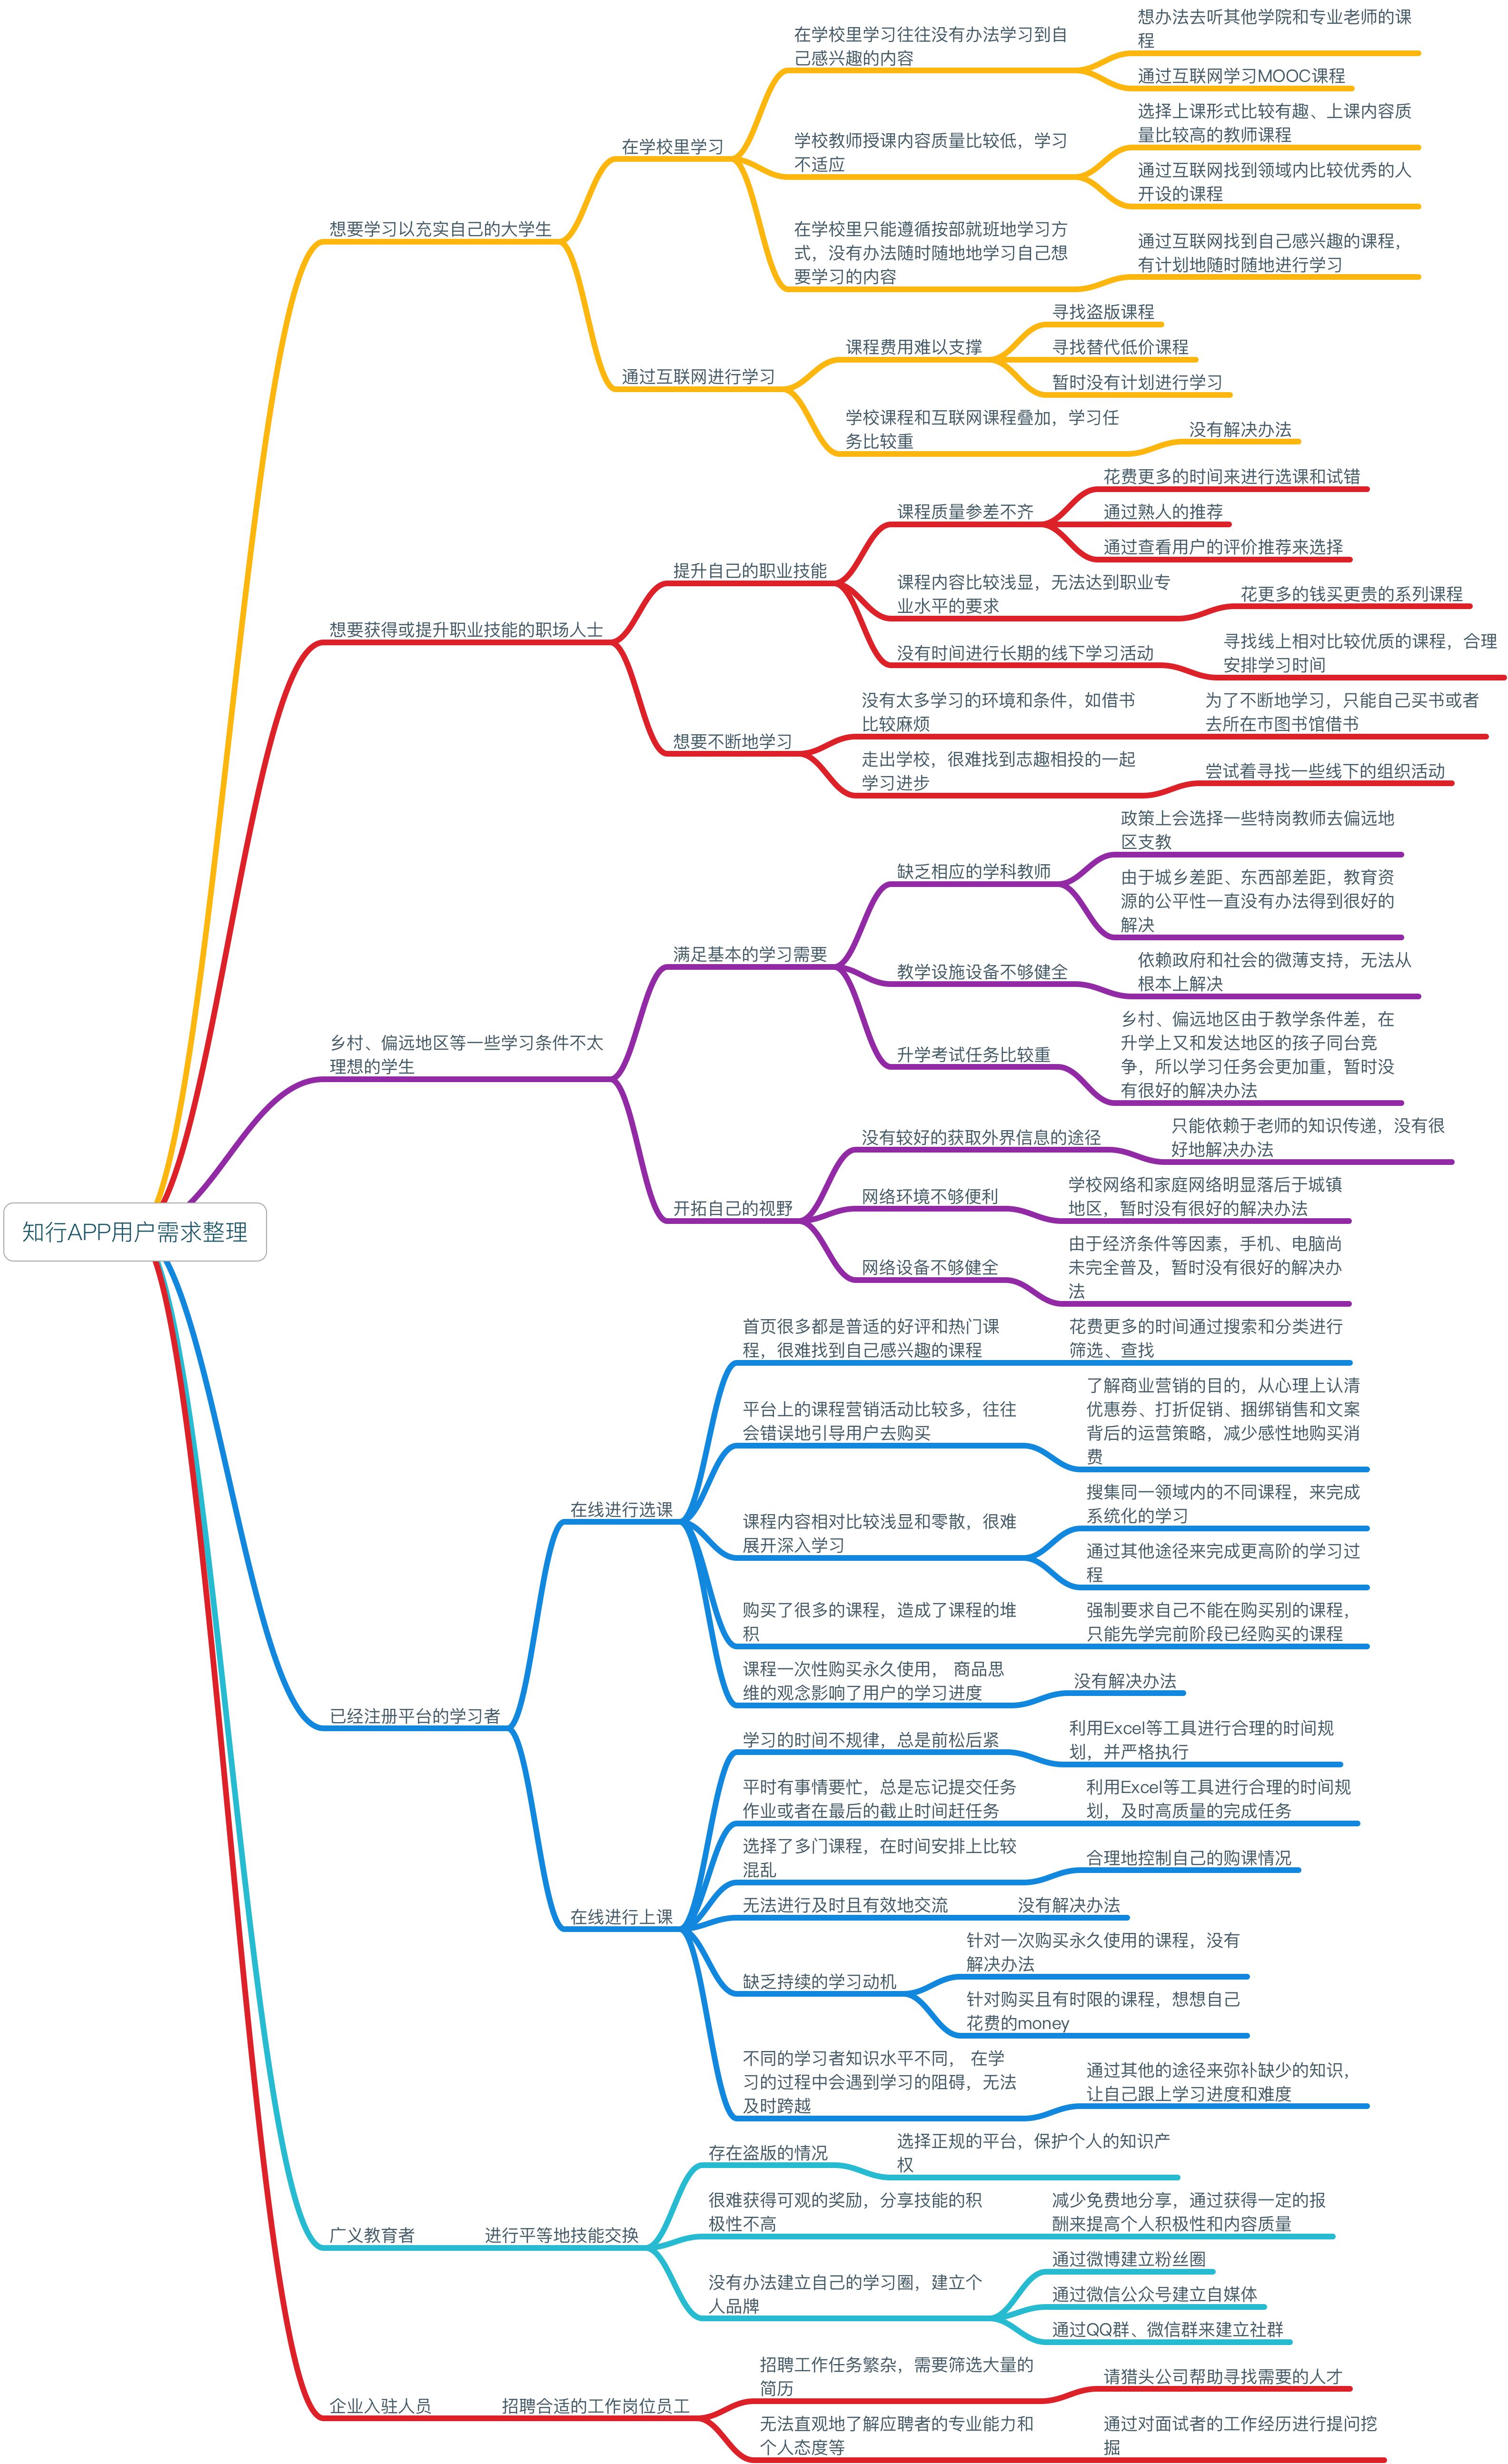 知行APP用户需求整理
想要学习以充实自己的大学生
在学校里学习
在学校里学习往往没有办法学习到自
己感兴趣的内容
想办法去听其他学院和专业老师的课
程
通过互联网学习MOOC课程
学校教师授课内容质量比较低，学习
不适应
选择上课形式比较有趣、上课内容质
量比较高的教师课程
通过互联网找到领域内比较优秀的人
开设的课程
在学校里只能遵循按部就班地学习方
式，没有办法随时随地地学习自己想
要学习的内容
通过互联网找到自己感兴趣的课程，
有计划地随时随地进行学习
通过互联网进行学习
课程费用难以支撑
寻找盗版课程
寻找替代低价课程
暂时没有计划进行学习
学校课程和互联网课程叠加，学习任
务比较重
没有解决办法
想要获得或提升职业技能的职场人士
提升自己的职业技能
课程质量参差不齐
花费更多的时间来进行选课和试错
通过熟人的推荐
通过查看用户的评价推荐来选择
课程内容比较浅显，无法达到职业专
业水平的要求
花更多的钱买更贵的系列课程
没有时间进行长期的线下学习活动
寻找线上相对比较优质的课程，合理
安排学习时间
想要不断地学习
没有太多学习的环境和条件，如借书
比较麻烦
为了不断地学习，只能自己买书或者
去所在市图书馆借书
走出学校，很难找到志趣相投的一起
学习进步
尝试着寻找一些线下的组织活动
乡村、偏远地区等一些学习条件不太
理想的学生
满足基本的学习需要
缺乏相应的学科教师
政策上会选择一些特岗教师去偏远地
区支教
由于城乡差距、东西部差距，教育资
源的公平性一直没有办法得到很好的
解决
教学设施设备不够健全
依赖政府和社会的微薄支持，无法从
根本上解决
升学考试任务比较重
乡村、偏远地区由于教学条件差，在
升学上又和发达地区的孩子同台竞
争，所以学习任务会更加重，暂时没
有很好的解决办法
开拓自己的视野
没有较好的获取外界信息的途径
只能依赖于老师的知识传递，没有很
好地解决办法
网络环境不够便利
学校网络和家庭网络明显落后于城镇
地区，暂时没有很好的解决办法
网络设备不够健全
由于经济条件等因素，手机、电脑尚
未完全普及，暂时没有很好的解决办
法
已经注册平台的学习者
在线进行选课
首页很多都是普适的好评和热门课
程，很难找到自己感兴趣的课程
花费更多的时间通过搜索和分类进行
筛选、查找
平台上的课程营销活动比较多，往往
会错误地引导用户去购买
了解商业营销的目的，从心理上认清
优惠券、打折促销、捆绑销售和文案
背后的运营策略，减少感性地购买消
费
课程内容相对比较浅显和零散，很难
展开深入学习
搜集同一领域内的不同课程，来完成
系统化的学习
通过其他途径来完成更高阶的学习过
程
购买了很多的课程，造成了课程的堆
积
强制要求自己不能在购买别的课程，
只能先学完前阶段已经购买的课程
课程一次性购买永久使用， 商品思
维的观念影响了用户的学习进度
没有解决办法
在线进行上课
学习的时间不规律，总是前松后紧
利用Excel等工具进行合理的时间规
划，并严格执行
平时有事情要忙，总是忘记提交任务
作业或者在最后的截止时间赶任务
利用Excel等工具进行合理的时间规
划，及时高质量的完成任务
选择了多门课程，在时间安排上比较
混乱
合理地控制自己的购课情况
无法进行及时且有效地交流
没有解决办法
缺乏持续的学习动机
针对一次购买永久使用的课程，没有
解决办法
针对购买且有时限的课程，想想自己
花费的money
不同的学习者知识水平不同， 在学
习的过程中会遇到学习的阻碍，无法
及时跨越
通过其他的途径来弥补缺少的知识，
让自己跟上学习进度和难度
广义教育者
进行平等地技能交换
存在盗版的情况
选择正规的平台，保护个人的知识产
权
很难获得可观的奖励，分享技能的积
极性不高
减少免费地分享，通过获得一定的报
酬来提高个人积极性和内容质量
没有办法建立自己的学习圈，建立个
人品牌
通过微博建立粉丝圈
通过微信公众号建立自媒体
通过QQ群、微信群来建立社群
企业入驻人员
招聘合适的工作岗位员工
招聘工作任务繁杂，需要筛选大量的
简历
请猎头公司帮助寻找需要的人才
无法直观地了解应聘者的专业能力和
个人态度等
通过对面试者的工作经历进行提问挖
掘